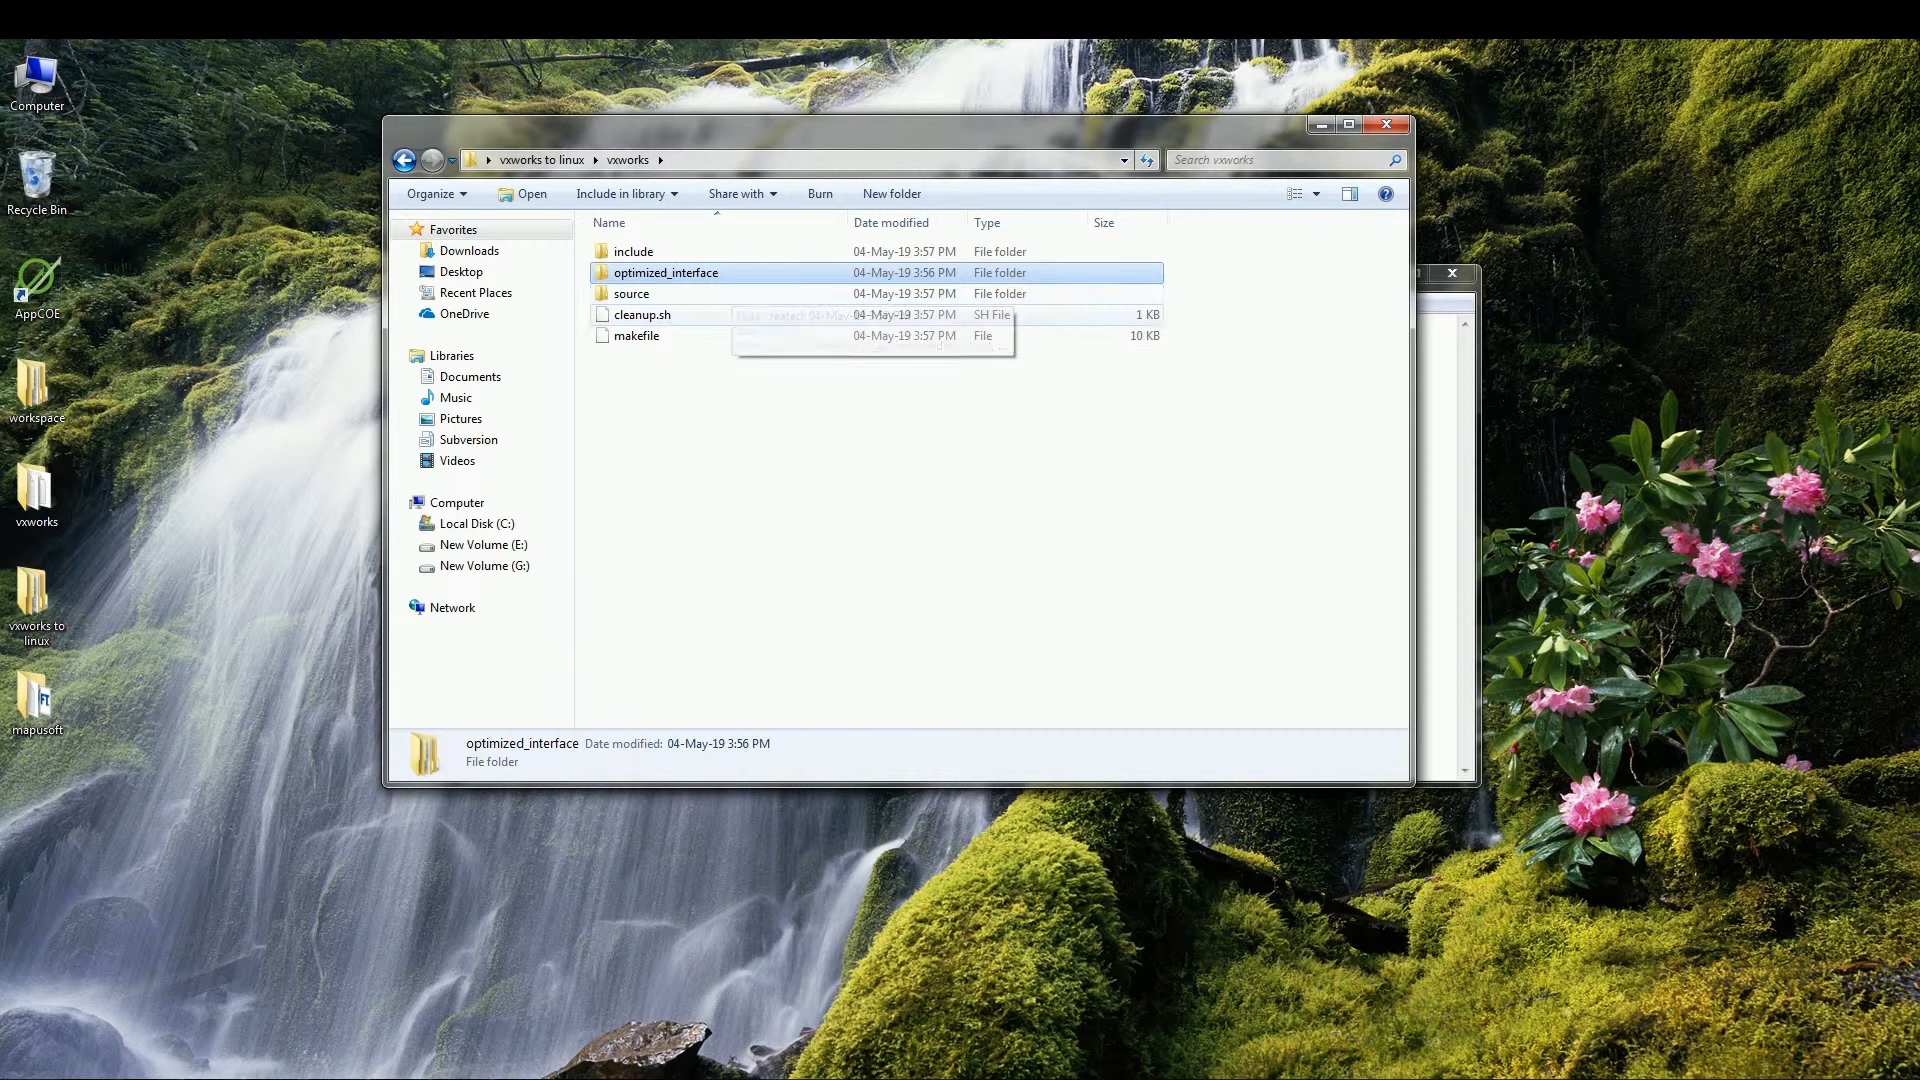 Computer
Recycle Bin
AppCOE
workspace
vxworks
vxworks to
linux
mapusoft
vxworks to linux vxworks
Search vxworks
Organize Open Include in library Share with Burn New folder
Favorites
Downloads
Desktop
Recent Places
OneDrive
Libraries
Documents
Music
Pictures
Subversion
Videos
Computer
Local Disk (C:)
New Volume (E:)
New Volume (G:)
Network
Name Date modified Type Size
include 04-May-19 3:57 PM File folder
optimized_interface 04-May-19 3:56 PM File folder
source 04-May-19 3:57 PM File folder
cleanup.sh 04-May-19 3:57 PM SH File 1 KB
makefile 04-May-19 3:57 PM File 10 KB
optimized_interface Date modified: 04-May-19 3:56 PM
File folder